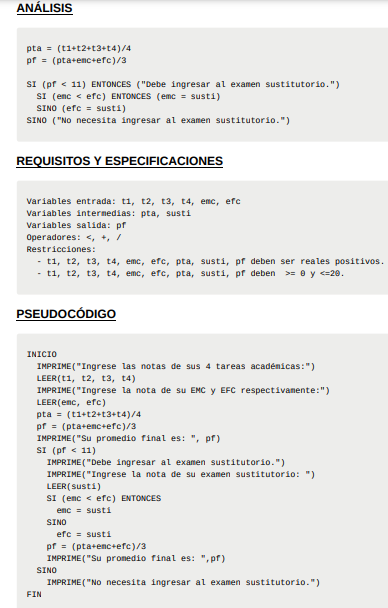 ANÁLISIS
pta = (t1+t2+t3+t4)/4
pf = (pta+emc+efc)/3
SI (pf < 11) ENTONCES ("Debe ingresar al examen sustitutorio.")
SI (emc < efc) ENTONCES (emc = susti)
SINO (efc = susti)
SINO ("No necesita ingresar al examen sustitutorio.")
REQUISITOS Y ESPECIFICACIONES
Variables entrada: t1, t2, t3, t4, emc, efc
Variables intermedias: pta, susti
Variables salida: pf
Operadores: <, +, /
Restricciones:
- t1, t2, t3, t4, emc, efc, pta, susti, pf deben ser reales positivos.
- t1, t2, t3, t4, emc, efc, pta, susti, pf deben  >= 0 y <=20.
PSEUDOCÓDIGO
INICIO
IMPRIME("Ingrese las notas de sus 4 tareas académicas:")
LEER(t1, t2, t3, t4)
IMPRIME("Ingrese la nota de su EMC y EFC respectivamente:")
LEER(emc, efc)
pta = (t1+t2+t3+t4)/4
pf = (pta+emc+efc)/3
IMPRIME("Su promedio final es: ", pf)
SI (pf < 11)
IMPRIME("Debe ingresar al examen sustitutorio.")
IMPRIME("Ingrese la nota de su examen sustitutorio: ")
LEER(susti)
SI (emc < efc) ENTONCES
emc = susti
SINO
efc = susti
pf = (pta+emc+efc)/3
IMPRIME("Su promedio final es: ",pf)
SINO
IMPRIME("No necesita ingresar al examen sustitutorio.")
FIN